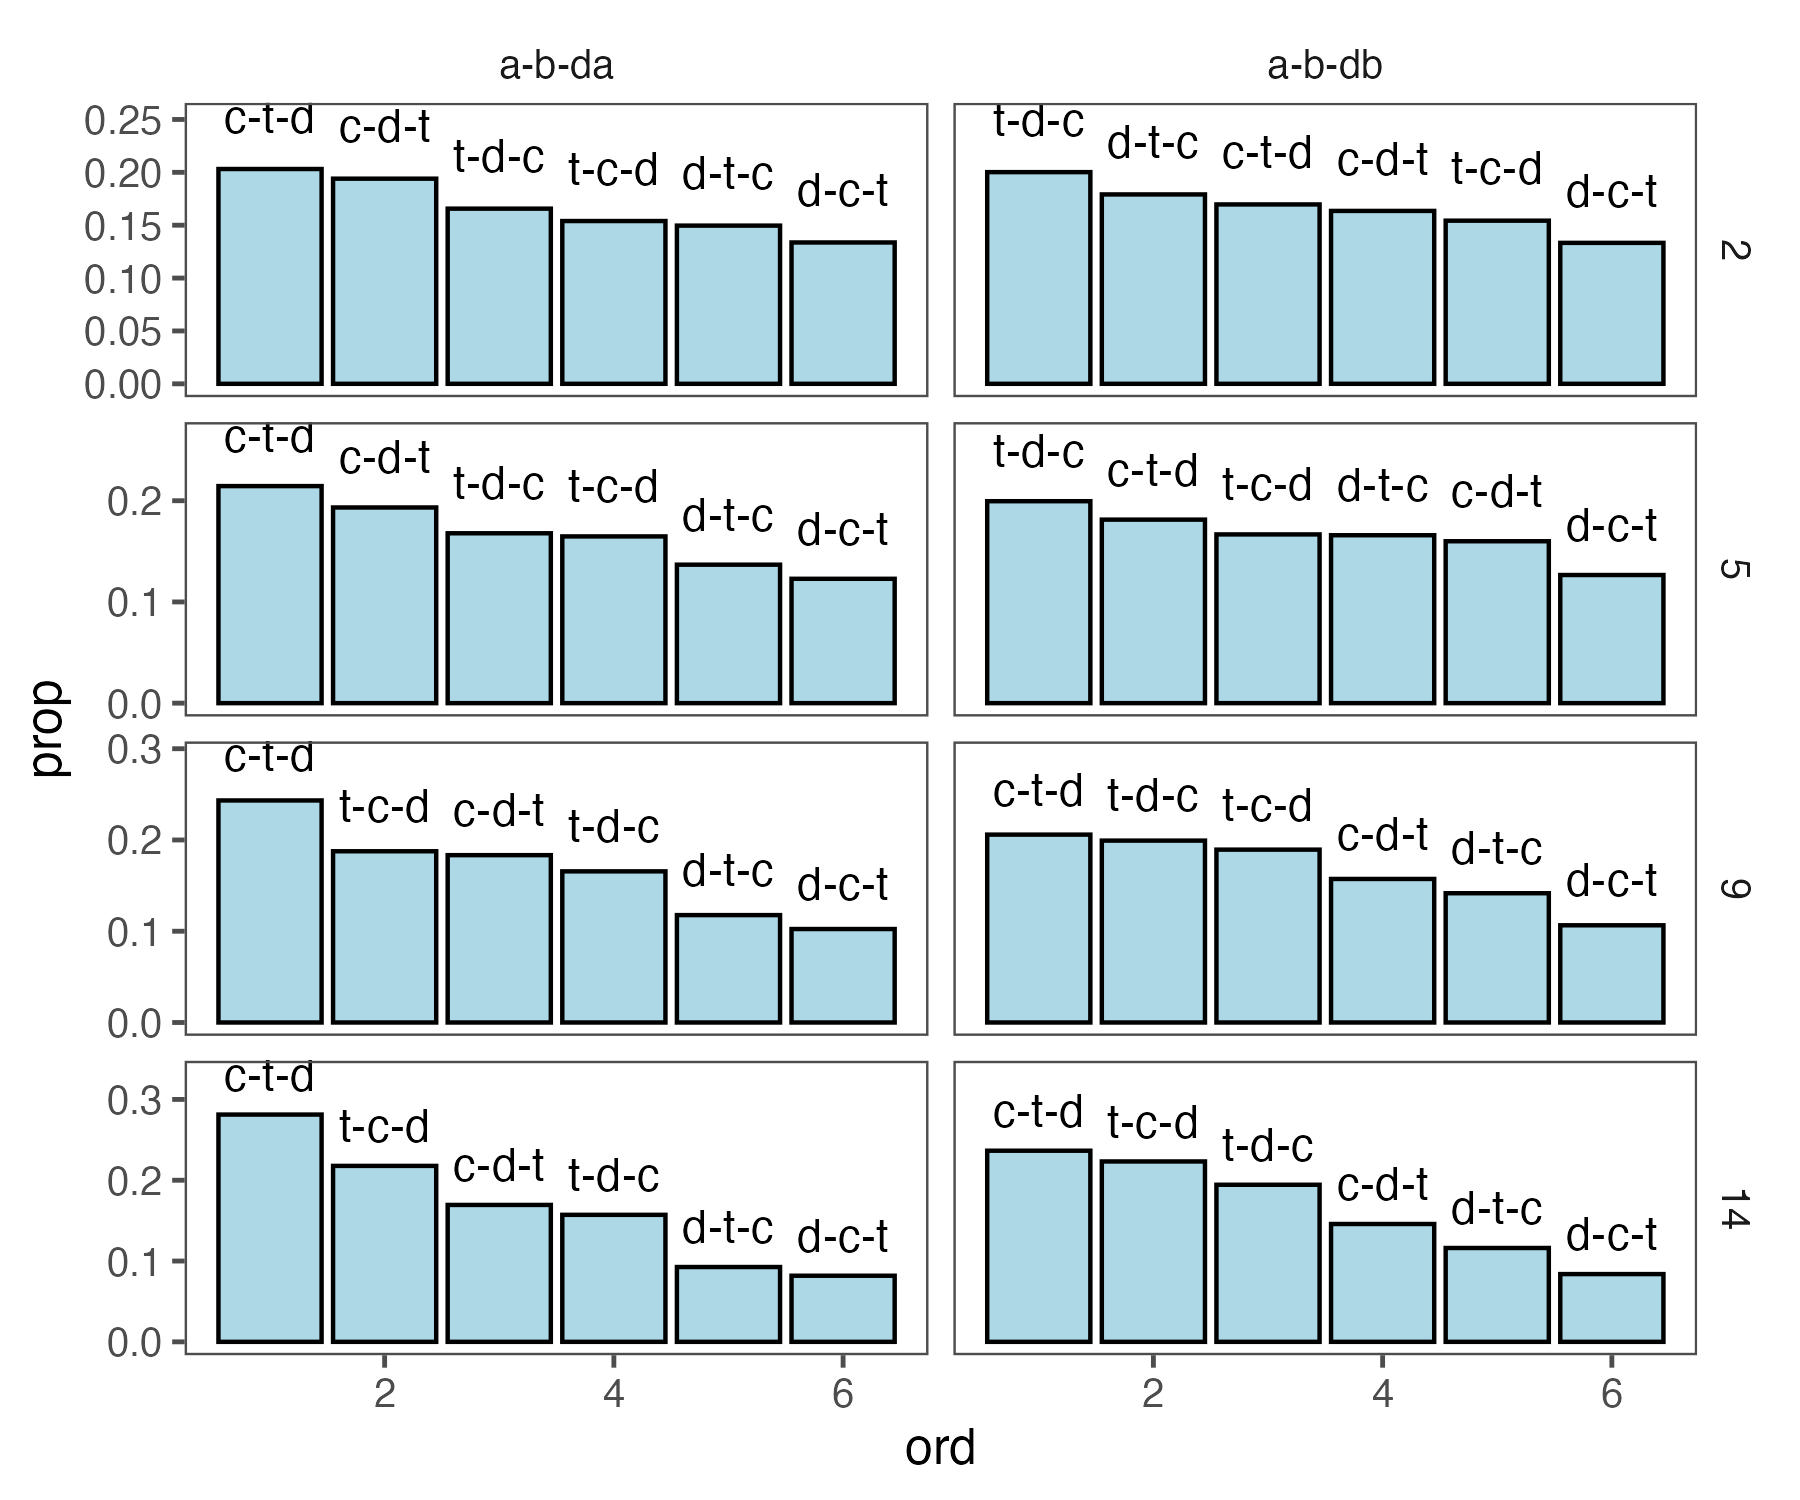 a-b-da a-b-db
0.25 0.20 0.15 0.10 0.05 0.00
c-t-d c-d-t t-d-c t-c-d d-t-c d-c-t
t-d-c d-t-c c-t-d c-d-t t-c-d d-c-t
2
0.2 0.1 0.0
c-t-d c-d-t t-d-c t-c-d d-t-c d-c-t
t-d-c c-t-d t-c-d d-t-c c-d-t d-c-t
5
prop
0.3 0.2 0.1 0.0
c-t-d t-c-d c-d-t t-d-c d-t-c d-c-t
c-t-d t-d-c t-c-d c-d-t d-t-c d-c-t
9
0.3 0.2 0.1 0.0
c-t-d t-c-d c-d-t t-d-c d-t-c d-c-t
c-t-d t-c-d t-d-c c-d-t d-t-c d-c-t
14
2 4 6 2 4 6
ord